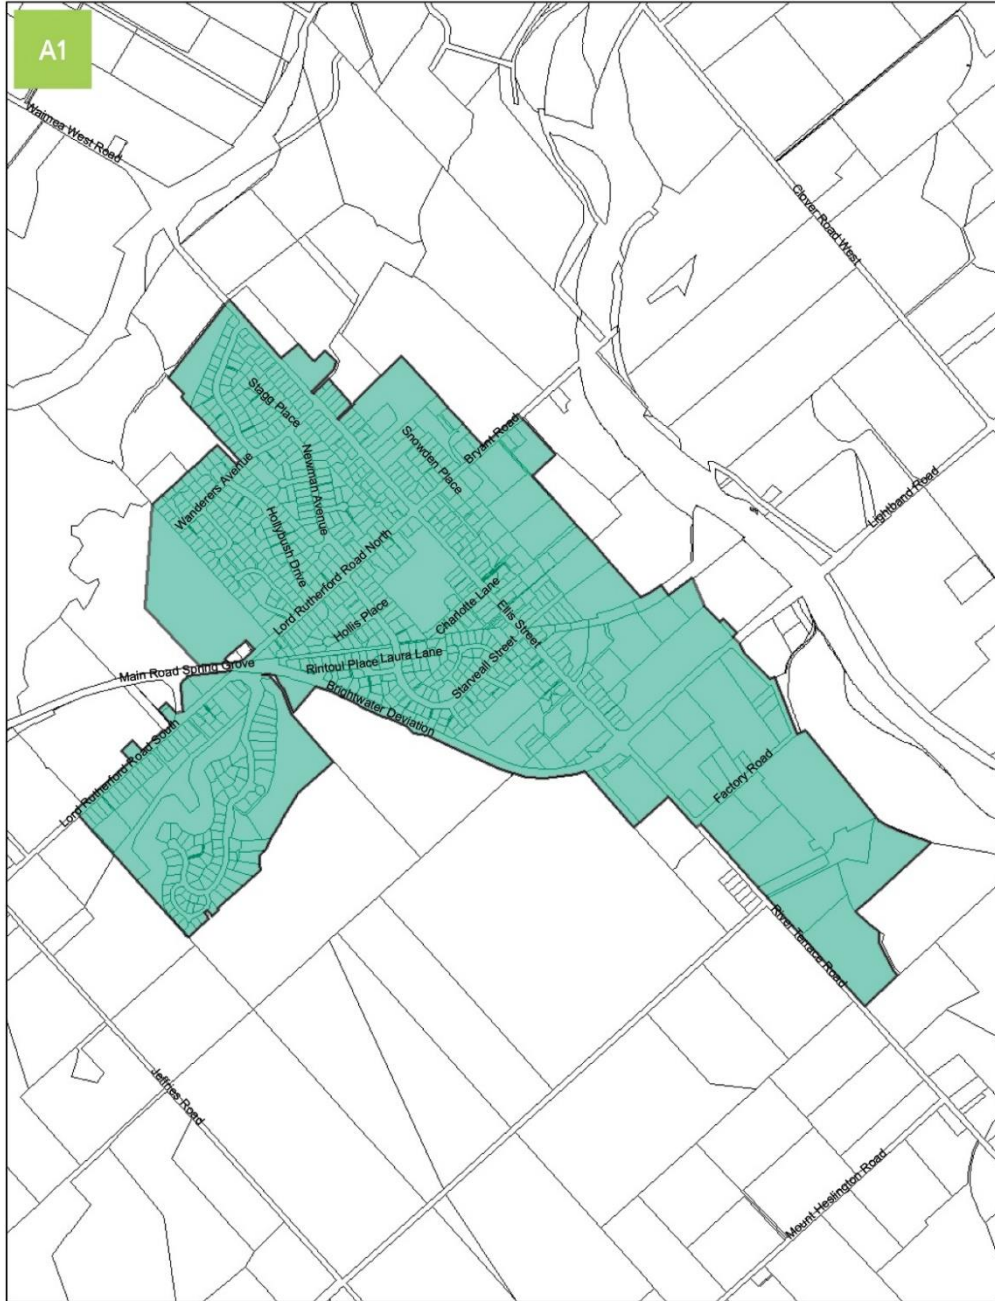 A1
Waimea West Road
Clover Road West
Stagg Place
Snowden Place
Bryant Road
Wanderers Avenue
Newman Avenue
Lightband Road
Hollybush Drive
Lord Rutherford Road North
Charlotte Lane
Hollis Place
Ellis Street
Main Road Spring Grove
Rintoul Place
Laura Lane
Starveall Street
Brightwater Deviation
Lord Rutherford Road South
Factory Road
River Terrace Road
Jeffries Road
Mount Heslington Road